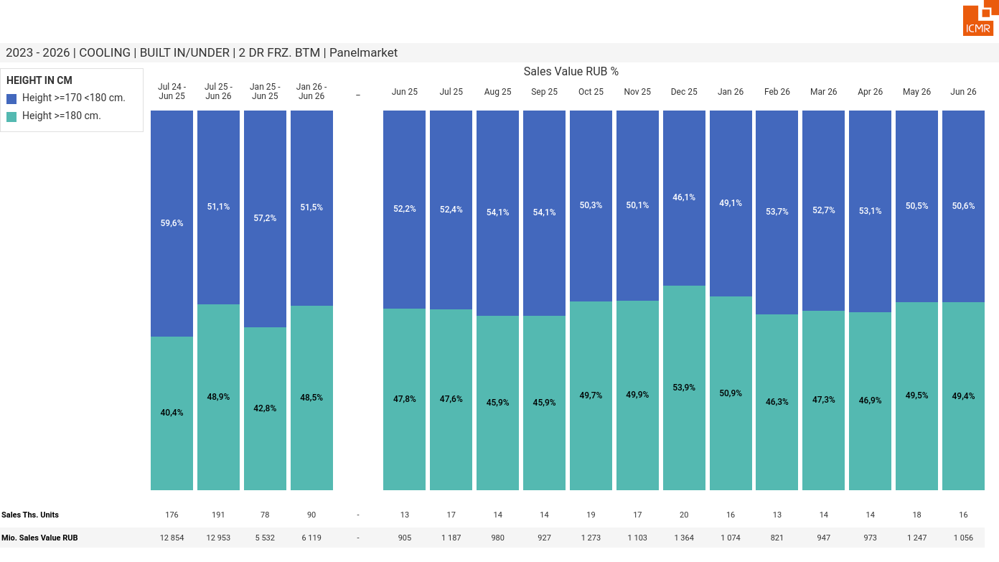 ICMR
2023 - 2026 | COOLING | BUILT IN/UNDER | 2 DR FRZ. BTM | Panelmarket
HEIGHT IN CM
Height >=170 <180 cm.
Height >=180 cm.
Sales Value RUB %
Jul 24 - Jun 25 Jul 25 - Jun 26 Jan 25 - Jun 25 Jan 26 - Jun 26 – Jun 25 Jul 25 Aug 25 Sep 25 Oct 25 Nov 25 Dec 25 Jan 26 Feb 26 Mar 26 Apr 26 May 26 Jun 26
59,6% 51,1% 57,2% 51,5% 52,2% 52,4% 54,1% 54,1% 50,3% 50,1% 46,1% 49,1% 53,7% 52,7% 53,1% 50,5% 50,6%
40,4% 48,9% 42,8% 48,5% 47,8% 47,6% 45,9% 45,9% 49,7% 49,9% 53,9% 50,9% 46,3% 47,3% 46,9% 49,5% 49,4%
Sales Ths. Units 176 191 78 90 - 13 17 14 14 19 17 20 16 13 14 14 18 16
Mio. Sales Value RUB 12 854 12 953 5 532 6 119 - 905 1 187 980 927 1 273 1 103 1 364 1 074 821 947 973 1 247 1 056